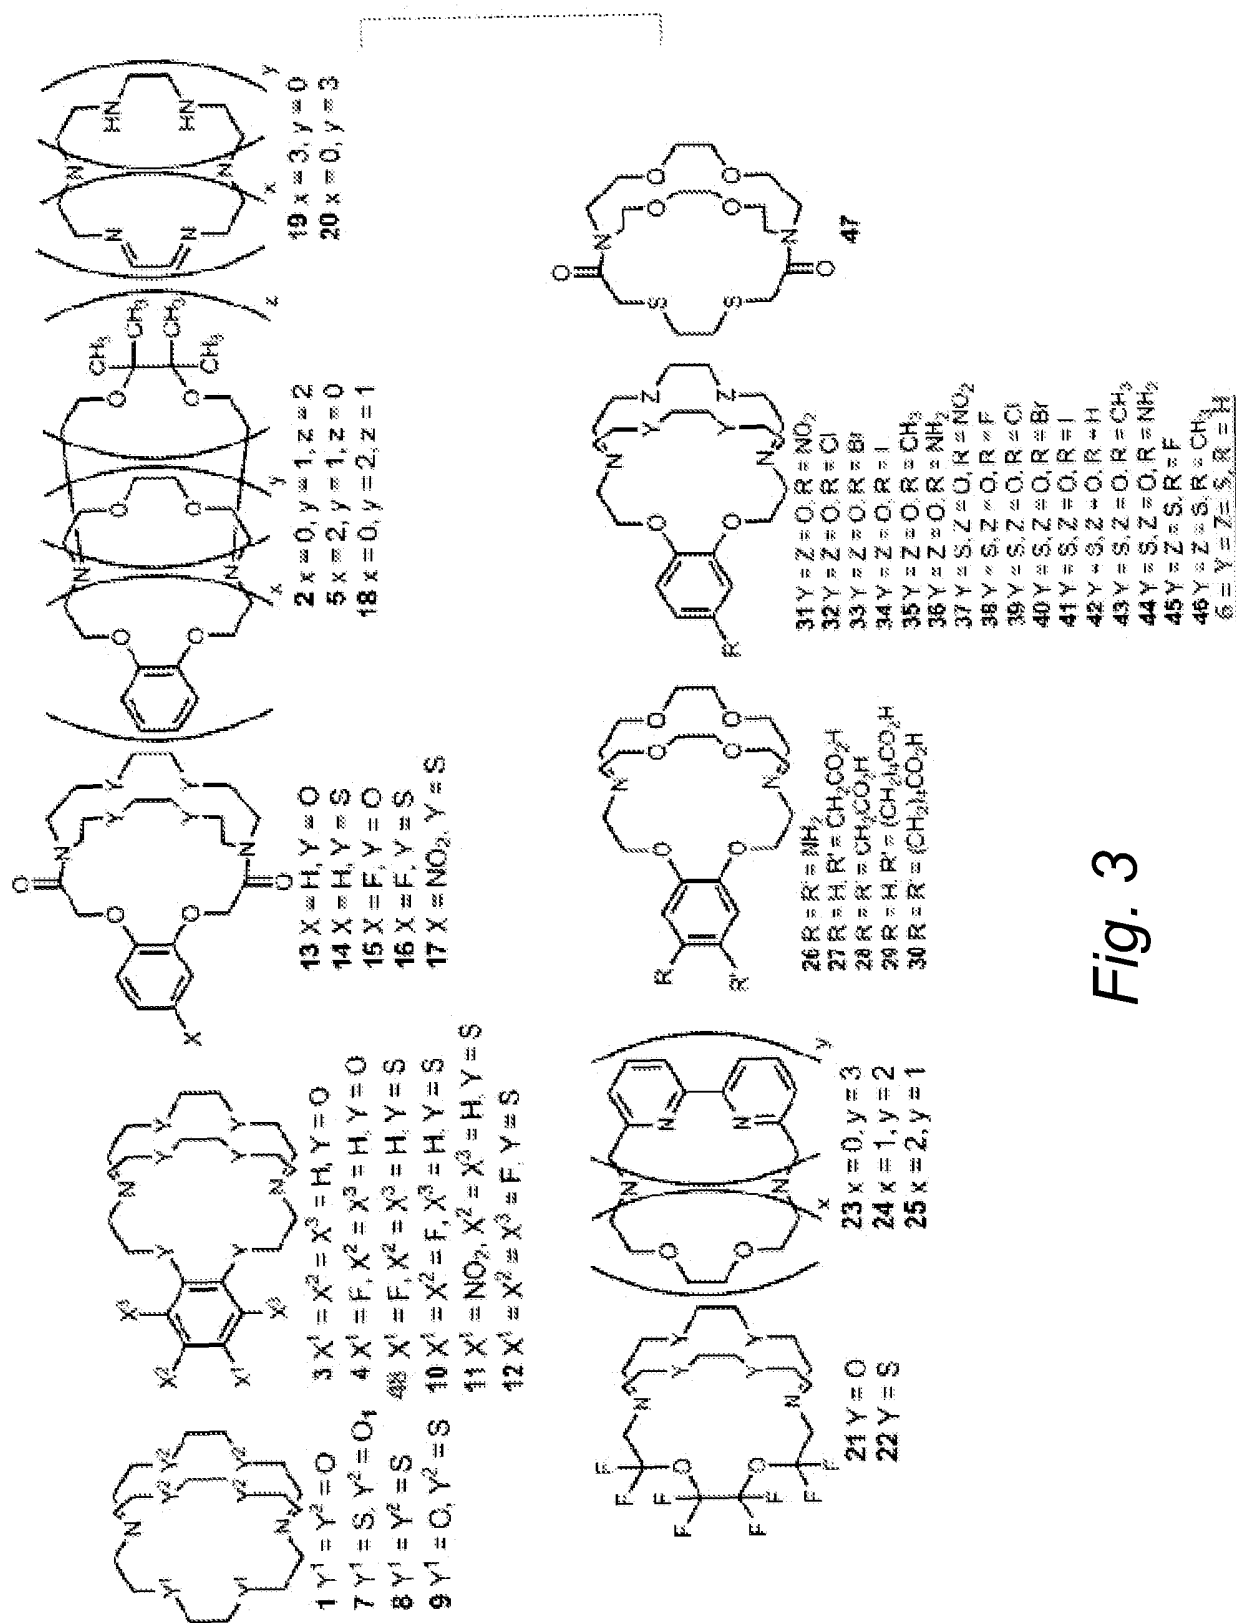 1 Y¹ = Y² = O
7 Y¹ = S, Y² = O₁
8 Y¹ = Y² = S
9 Y¹ = O, Y² = S
3 X¹ = X² = X³ = H, Y = O
4 X¹ = F, X² = X³ = H, Y = O
48 X¹ = F, X² = X³ = H, Y = S
10 X¹ = X² = F, X³ = H, Y = S
11 X¹ = NO₂, X² = X³ = H, Y = S
12 X¹ = X² = X³ = F, Y = S
13 X = H, Y = O
14 X = H, Y = S
15 X = F, Y = O
16 X = F, Y = S
17 X = NO₂, Y = S
2 x = 0, y = 1, z = 2
5 x = 2, y = 1, z = 0
18 x = 0, y = 2, z = 1
19 x = 3, y = 0
20 x = 0, y = 3
21 Y = O
22 Y = S
23 x = 0, y = 3
24 x = 1, y = 2
25 x = 2, y = 1
26 R = R' = NH₂
27 R = H, R' = CH₂CO₂H
28 R = R' = CH₂CO₂H
29 R = H, R' = (CH₂)₄CO₂H
30 R = R' = (CH₂)₄CO₂H
31 Y = Z = O, R = NO₂
32 Y = Z = O, R = Cl
33 Y = Z = O, R = Br
34 Y = Z = O, R = I
35 Y = Z = O, R = CH₃
36 Y = Z = O, R = NH₂
37 Y = S, Z = O, R = NO₂
38 Y = S, Z = O, R = F
39 Y = S, Z = O, R = Cl
40 Y = S, Z = O, R = Br
41 Y = S, Z = O, R = I
42 Y = S, Z = O, R = H
43 Y = S, Z = O, R = CH₃
44 Y = S, Z = O, R = NH₂
45 Y = Z = S, R = F
46 Y = Z = S, R = CH₃
6 = Y = Z = S, R = H
47
Fig. 3